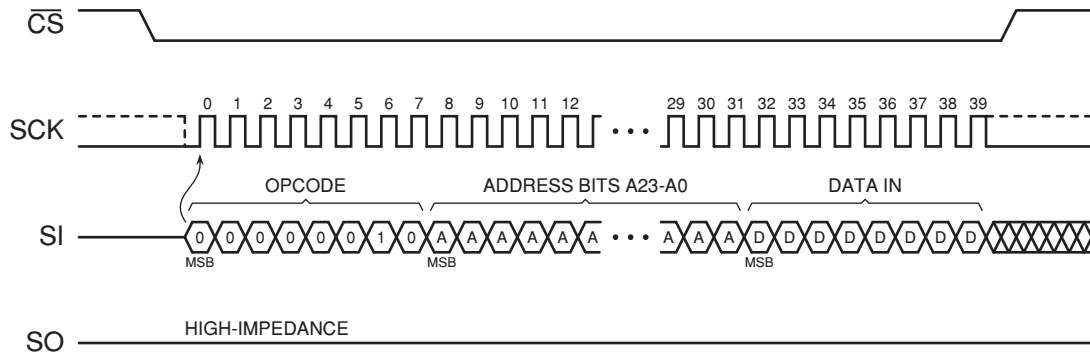 CS
0 1 2 3 4 5 6 7 8 9 10 11 12 29 30 31 32 33 34 35 36 37 38 39
SCK • • •
OPCODE ADDRESS BITS A23-A0 DATA IN
SI 0 0 0 0 0 0 1 0 A A A A A A • • • A A A D D D D D D D D
MSB MSB MSB
HIGH-IMPEDANCE
SO